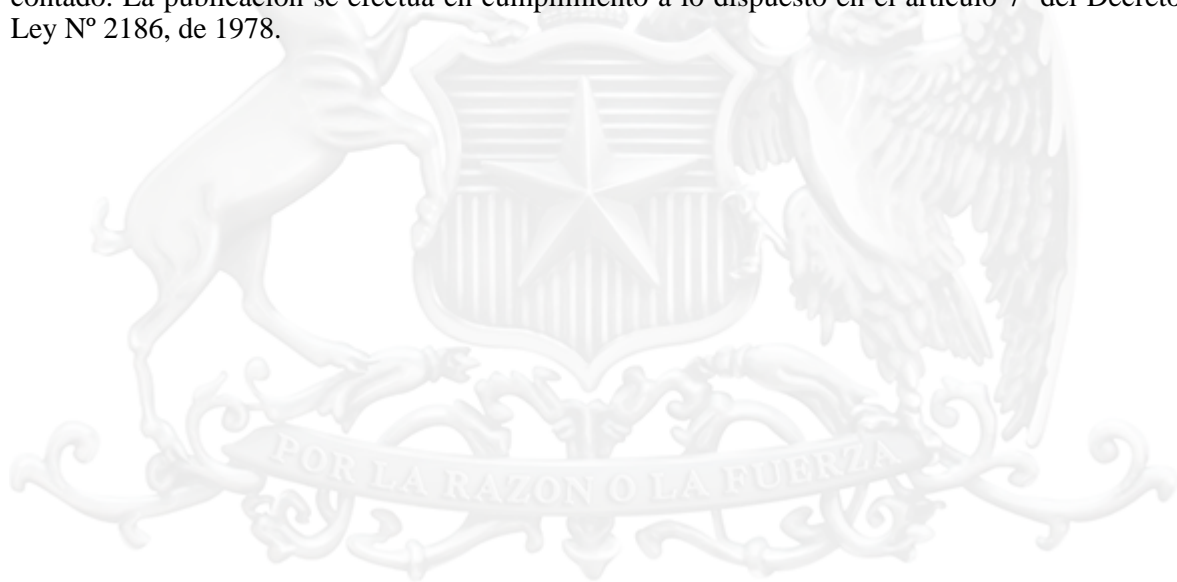 contado. La publicación se efectúa en cumplimiento a lo dispuesto en el artículo 7º del Decreto
Ley Nº 2186, de 1978.
POR LA RAZON O LA FUERZA